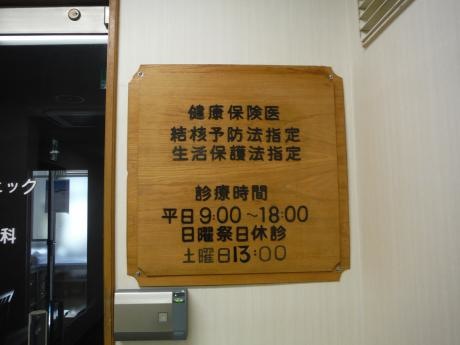 健康保険医
結核予防法指定
生活保護法指定
診療時間
平日9:00～18:00
日曜祭日休診
土曜日13:00
ニック
科